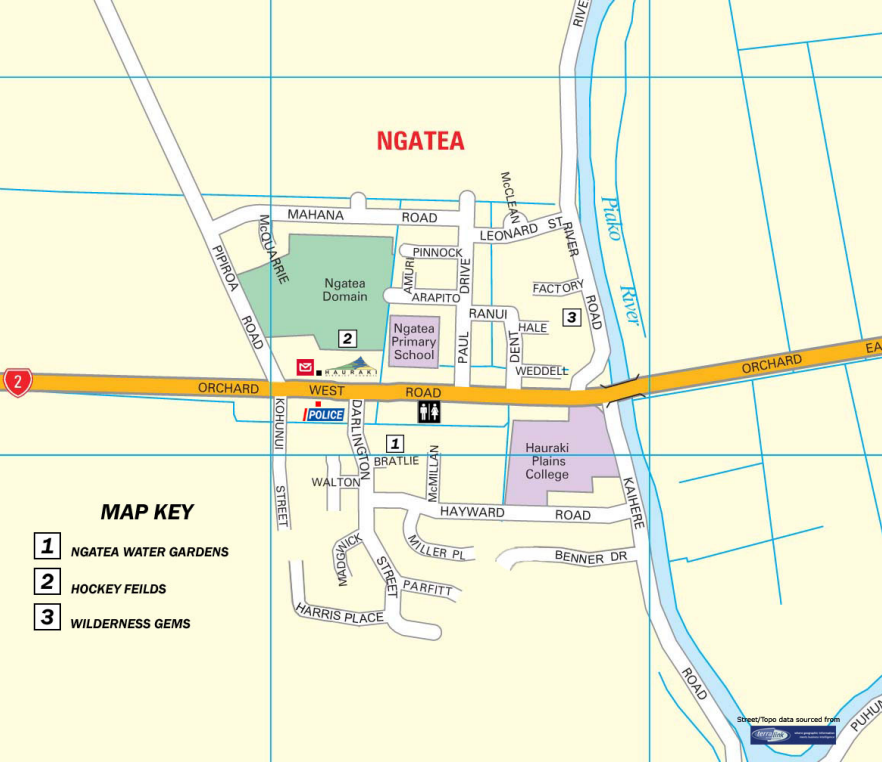 RIVE
NGATEA
Piako
River
McCLEAN
MAHANA
ROAD
McQUARRIE
LEONARD ST
RIVER
ROAD
PIPIROA
ROAD
PINNOCK
AMURI
DRIVE
PAUL
ARAPITO
Ngatea
Domain
FACTORY
RANUI
3
HALE
DENT
WEDDELL
2
Ngatea
Primary
School
HAURAKI
2
ORCHARD
WEST
ROAD
ORCHARD
EA
POLICE
KOHUNUI
STREET
DARLINGTON
STREET
1
BRATLIE
McMILLAN
WALTON
Hauraki
Plains
College
KAIHERE
ROAD
HAYWARD
ROAD
MADGWICK
MILLER PL
BENNER DR
PARFITT
HARRIS PLACE
MAP KEY
1 NGATEA WATER GARDENS
2 HOCKEY FEILDS
3 WILDERNESS GEMS
Street/Topo data sourced from
terralink
PUHUN